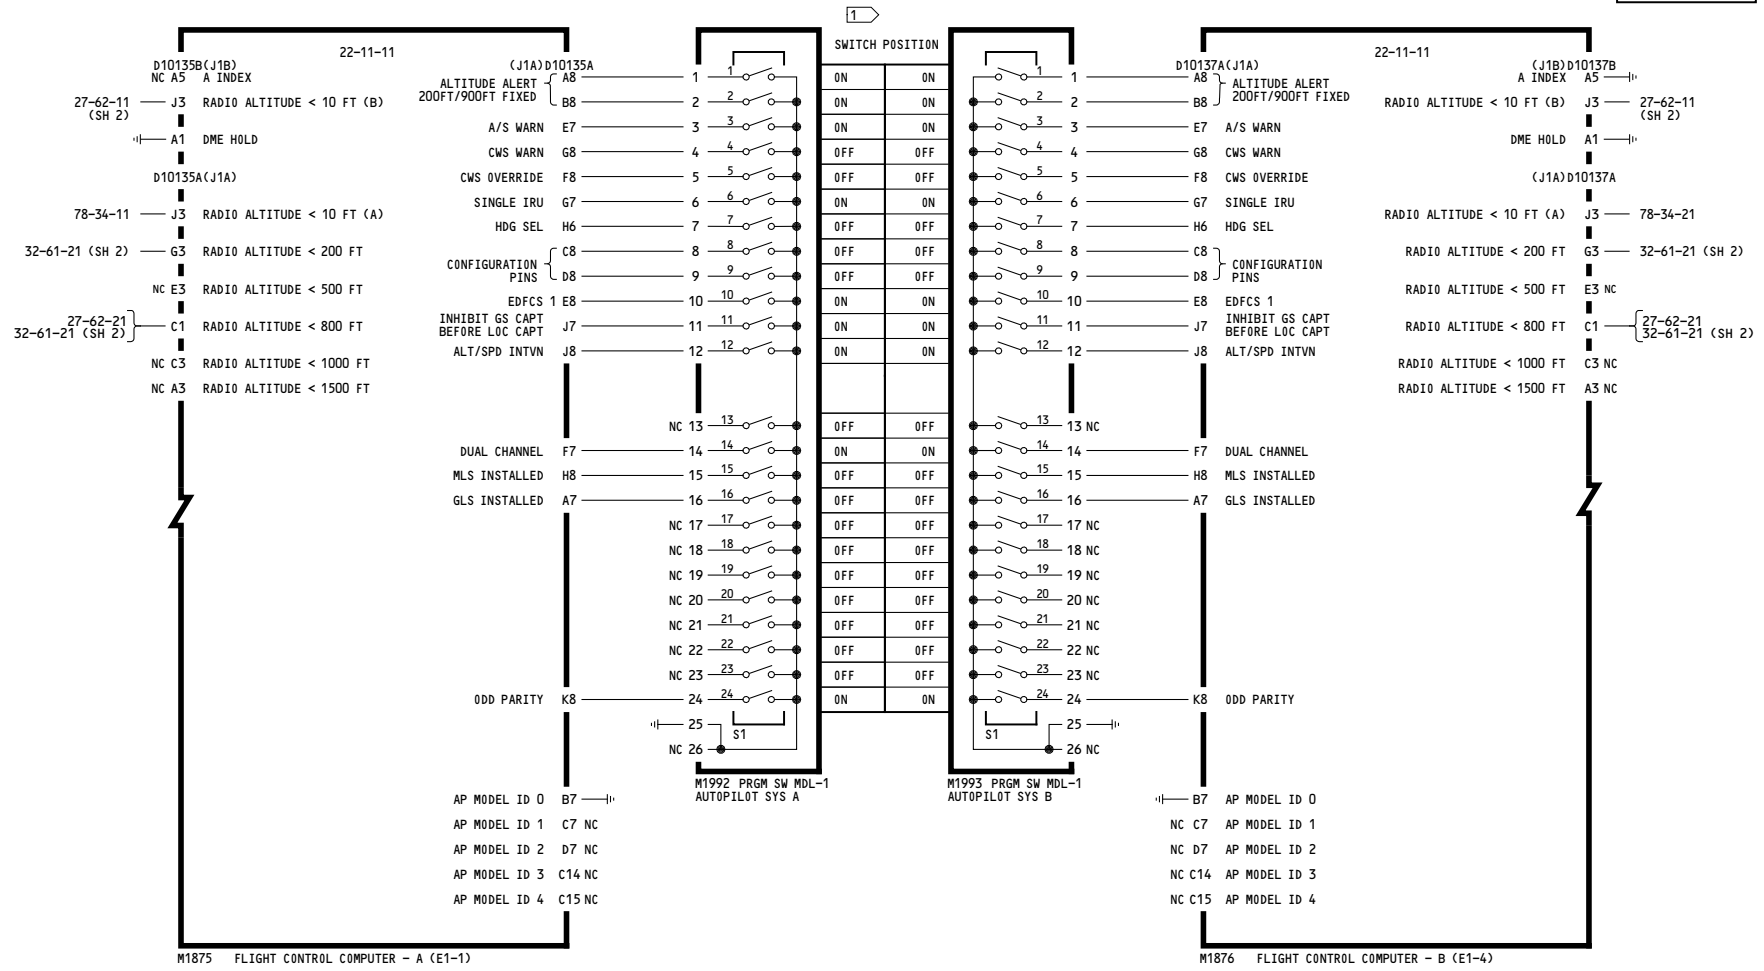 1
SWITCH POSITION
22-11-11
D10135B(J1B)
(J1A)D10135A
NC A5 A INDEX
27-62-11
(SH 2)
J3 RADIO ALTITUDE < 10 FT (B)
A1 DME HOLD
D10135A(J1A)
78-34-11 J3 RADIO ALTITUDE < 10 FT (A)
32-61-21 (SH 2) G3 RADIO ALTITUDE < 200 FT
NC E3 RADIO ALTITUDE < 500 FT
27-62-21
32-61-21 (SH 2)
C1 RADIO ALTITUDE < 800 FT
NC C3 RADIO ALTITUDE < 1000 FT
NC A3 RADIO ALTITUDE < 1500 FT
ALTITUDE ALERT
200FT/900FT FIXED
A8 1 1 ON ON 1 1 A8
B8 2 2 ON ON 2 2 B8
A/S WARN E7 3 3 ON ON 3 3 E7 A/S WARN
CWS WARN G8 4 4 OFF OFF 4 4 G8 CWS WARN
CWS OVERRIDE F8 5 5 OFF OFF 5 5 F8 CWS OVERRIDE
SINGLE IRU G7 6 6 ON ON 6 6 G7 SINGLE IRU
HDG SEL H6 7 7 OFF OFF 7 7 H6 HDG SEL
CONFIGURATION
PINS
C8 8 8 OFF OFF 8 8 C8
D8 9 9 OFF OFF 9 9 D8
CONFIGURATION
PINS
EDFCS 1 E8 10 10 ON ON 10 10 E8 EDFCS 1
INHIBIT GS CAPT
BEFORE LOC CAPT
J7 11 11 ON ON 11 11 J7
INHIBIT GS CAPT
BEFORE LOC CAPT
ALT/SPD INTVN J8 12 12 ON ON 12 12 J8 ALT/SPD INTVN
NC 13 13 OFF OFF 13 13 NC
DUAL CHANNEL F7 14 14 ON ON 14 14 F7 DUAL CHANNEL
MLS INSTALLED H8 15 15 OFF OFF 15 15 H8 MLS INSTALLED
GLS INSTALLED A7 16 16 OFF OFF 16 16 A7 GLS INSTALLED
NC 17 17 OFF OFF 17 17 NC
NC 18 18 OFF OFF 18 18 NC
NC 19 19 OFF OFF 19 19 NC
NC 20 20 OFF OFF 20 20 NC
NC 21 21 OFF OFF 21 21 NC
NC 22 22 OFF OFF 22 22 NC
NC 23 23 OFF OFF 23 23 NC
ODD PARITY K8 24 24 ON ON 24 24 K8 ODD PARITY
25 S1 S1 25
NC 26 26 NC
M1992 PRGM SW MDL-1
AUTOPILOT SYS A
M1993 PRGM SW MDL-1
AUTOPILOT SYS B
AP MODEL ID 0 B7
AP MODEL ID 1 C7 NC
AP MODEL ID 2 D7 NC
AP MODEL ID 3 C14 NC
AP MODEL ID 4 C15 NC
M1875 FLIGHT CONTROL COMPUTER - A (E1-1)
22-11-11
D10137A(J1A)
(J1B)D10137B
ALTITUDE ALERT
200FT/900FT FIXED
A INDEX A5
RADIO ALTITUDE < 10 FT (B) J3 27-62-11
(SH 2)
DME HOLD A1
(J1A)D10137A
RADIO ALTITUDE < 10 FT (A) J3 78-34-21
RADIO ALTITUDE < 200 FT G3 32-61-21 (SH 2)
RADIO ALTITUDE < 500 FT E3 NC
RADIO ALTITUDE < 800 FT C1
27-62-21
32-61-21 (SH 2)
RADIO ALTITUDE < 1000 FT C3 NC
RADIO ALTITUDE < 1500 FT A3 NC
B7 AP MODEL ID 0
NC C7 AP MODEL ID 1
NC D7 AP MODEL ID 2
NC C14 AP MODEL ID 3
NC C15 AP MODEL ID 4
M1876 FLIGHT CONTROL COMPUTER - B (E1-4)